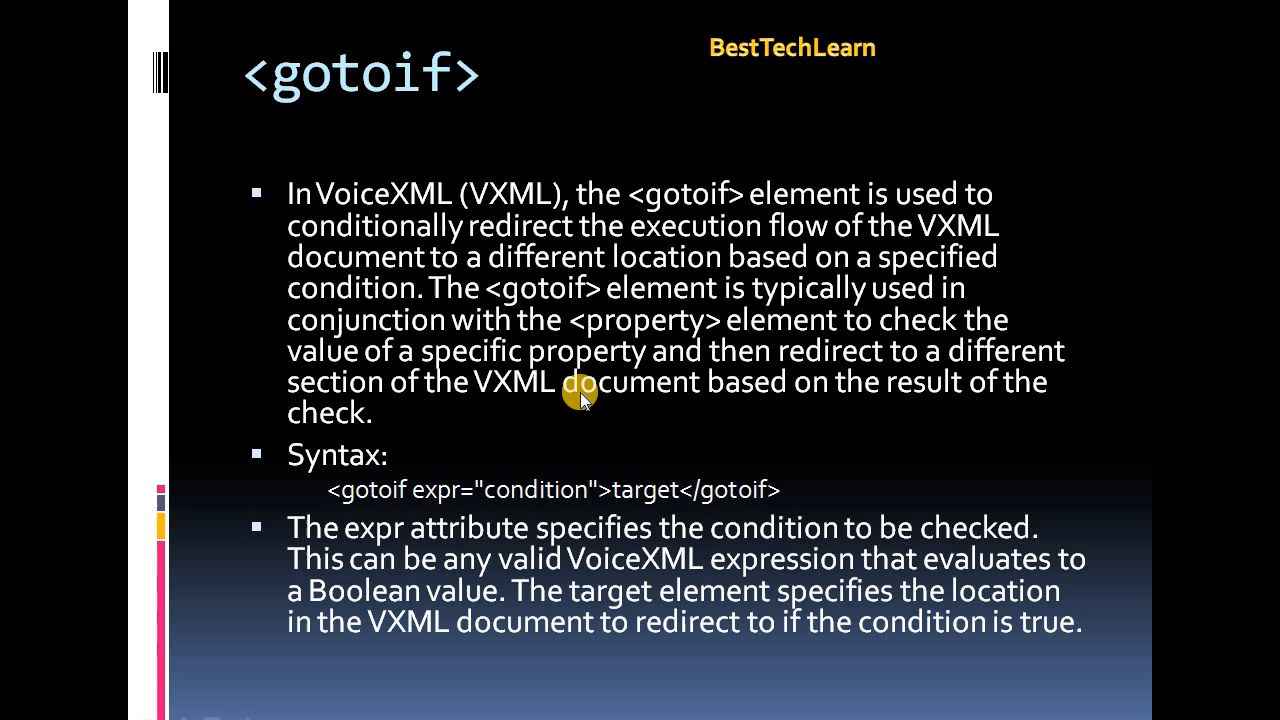 BestTechLearn
<gotoif>
In VoiceXML (VXML), the <gotoif> element is used to
conditionally redirect the execution flow of the VXML
document to a different location based on a specified
condition. The <gotoif> element is typically used in
conjunction with the <property> element to check the
value of a specific property and then redirect to a different
section of the VXML document based on the result of the
check.
Syntax:
<gotoif expr="condition">target</gotoif>
The expr attribute specifies the condition to be checked.
This can be any valid VoiceXML expression that evaluates to
a Boolean value. The target element specifies the location
in the VXML document to redirect to if the condition is true.